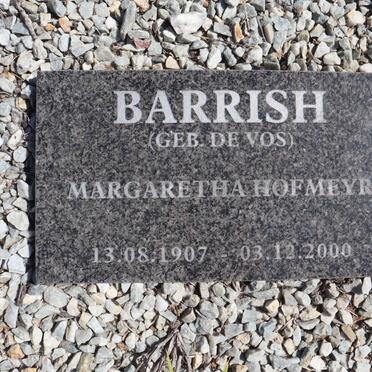 BARRISH
(GEB. DE VOS)
MARGARETHA HOFMEYR
13.08.1907 - 03.12.2000